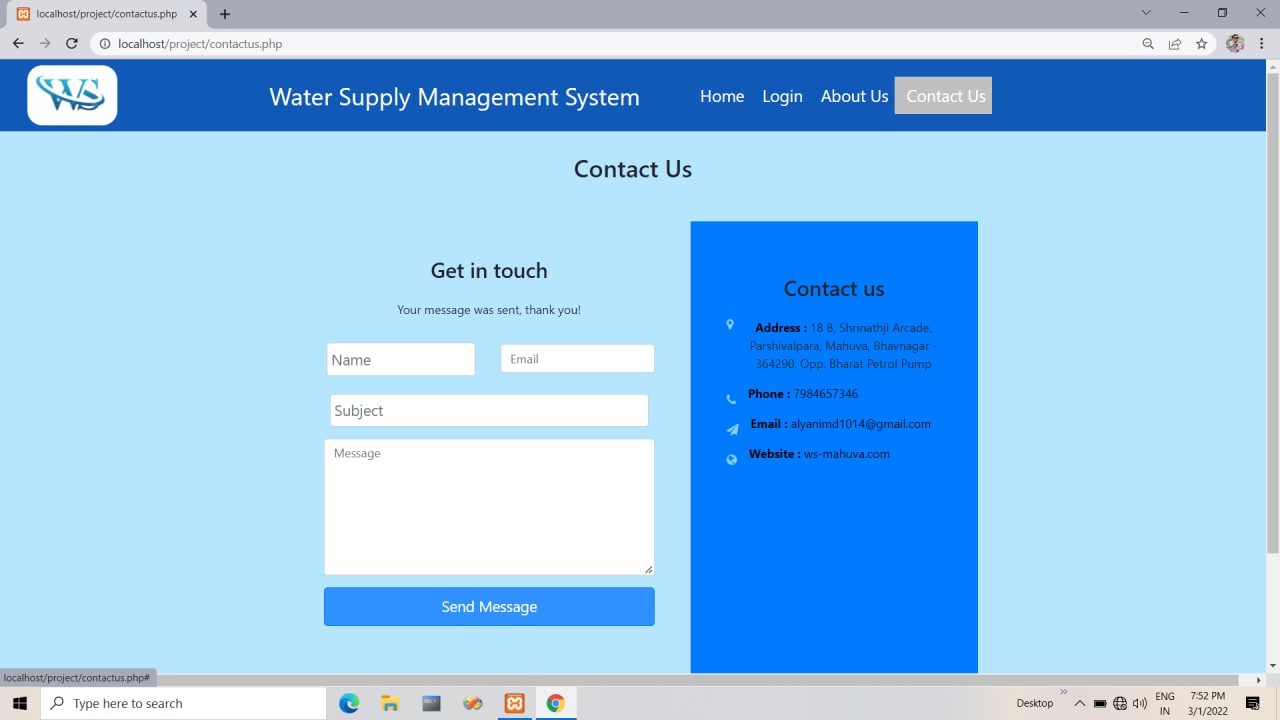 localhost/project/contactus.php
localhost/project/contactus.php
WS
Water Supply Management System
Home
Login
About Us
Contact Us
Contact Us
Get in touch
Your message was sent, thank you!
Name
Email
Subject
Message
Send Message
Contact us
Address : 18 B, Shrinathji Arcade,
Parshivalpara, Mahuva, Bhavnagar -
364290, Opp. Bharat Petrol Pump
Phone : 7984657346
Email : alyanimd1014@gmail.com
Website : ws-mahuva.com
localhost/project/contactus.php#
Type here to search
Desktop
ENG
IN
7:52 PM
3/1/2022